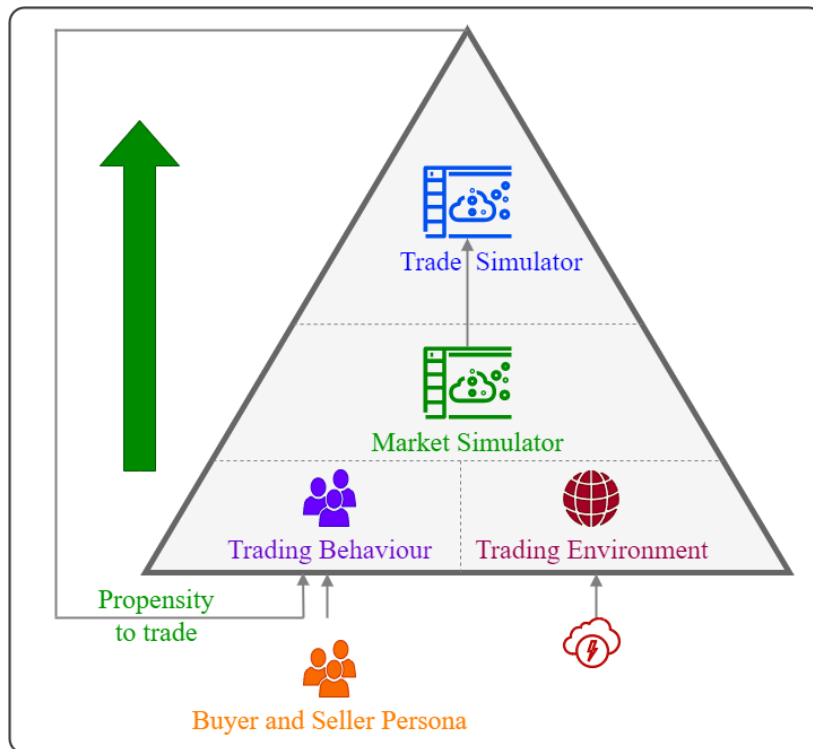 Trade Simulator
Market Simulator
Trading Behaviour
Trading Environment
Propensity
to trade
Buyer and Seller Persona